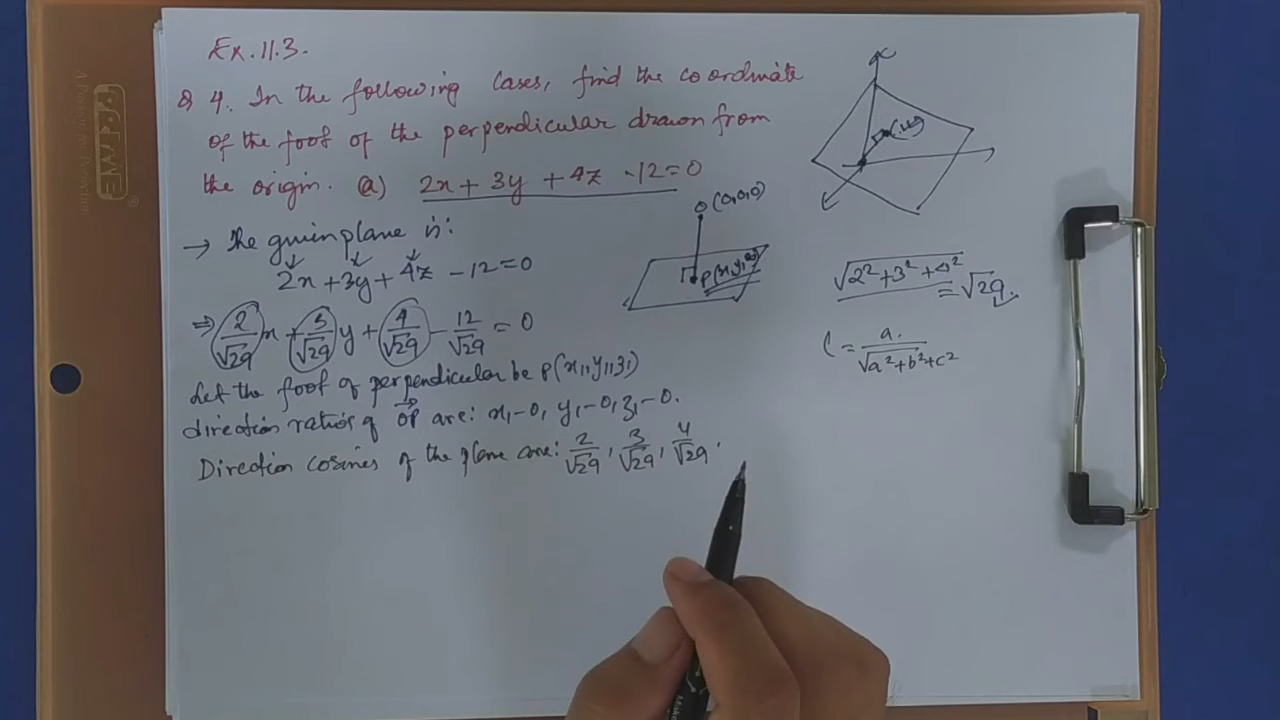 Ex. 11.3.
Q 4. In the following cases, find the coordinate
of the foot of the perpendicular drawn from
the origin. (a) 2x + 3y + 4z - 12 = 0
→ The given plane is:
2x + 3y + 4z - 12 = 0
⇒ 2/√29 x + 3/√29 y + 4/√29 - 12/√29 = 0
Let the foot of perpendicular be P(x₁, y₁, z₁)
direction ratios of OP are: x₁-0, y₁-0, z₁-0.
Direction cosines of the plane are: 2/√29, 3/√29, 4/√29.
O (0,0,0)
√2² + 3² + 4²
= √29.
l = a / √a² + b² + c²
PRIME